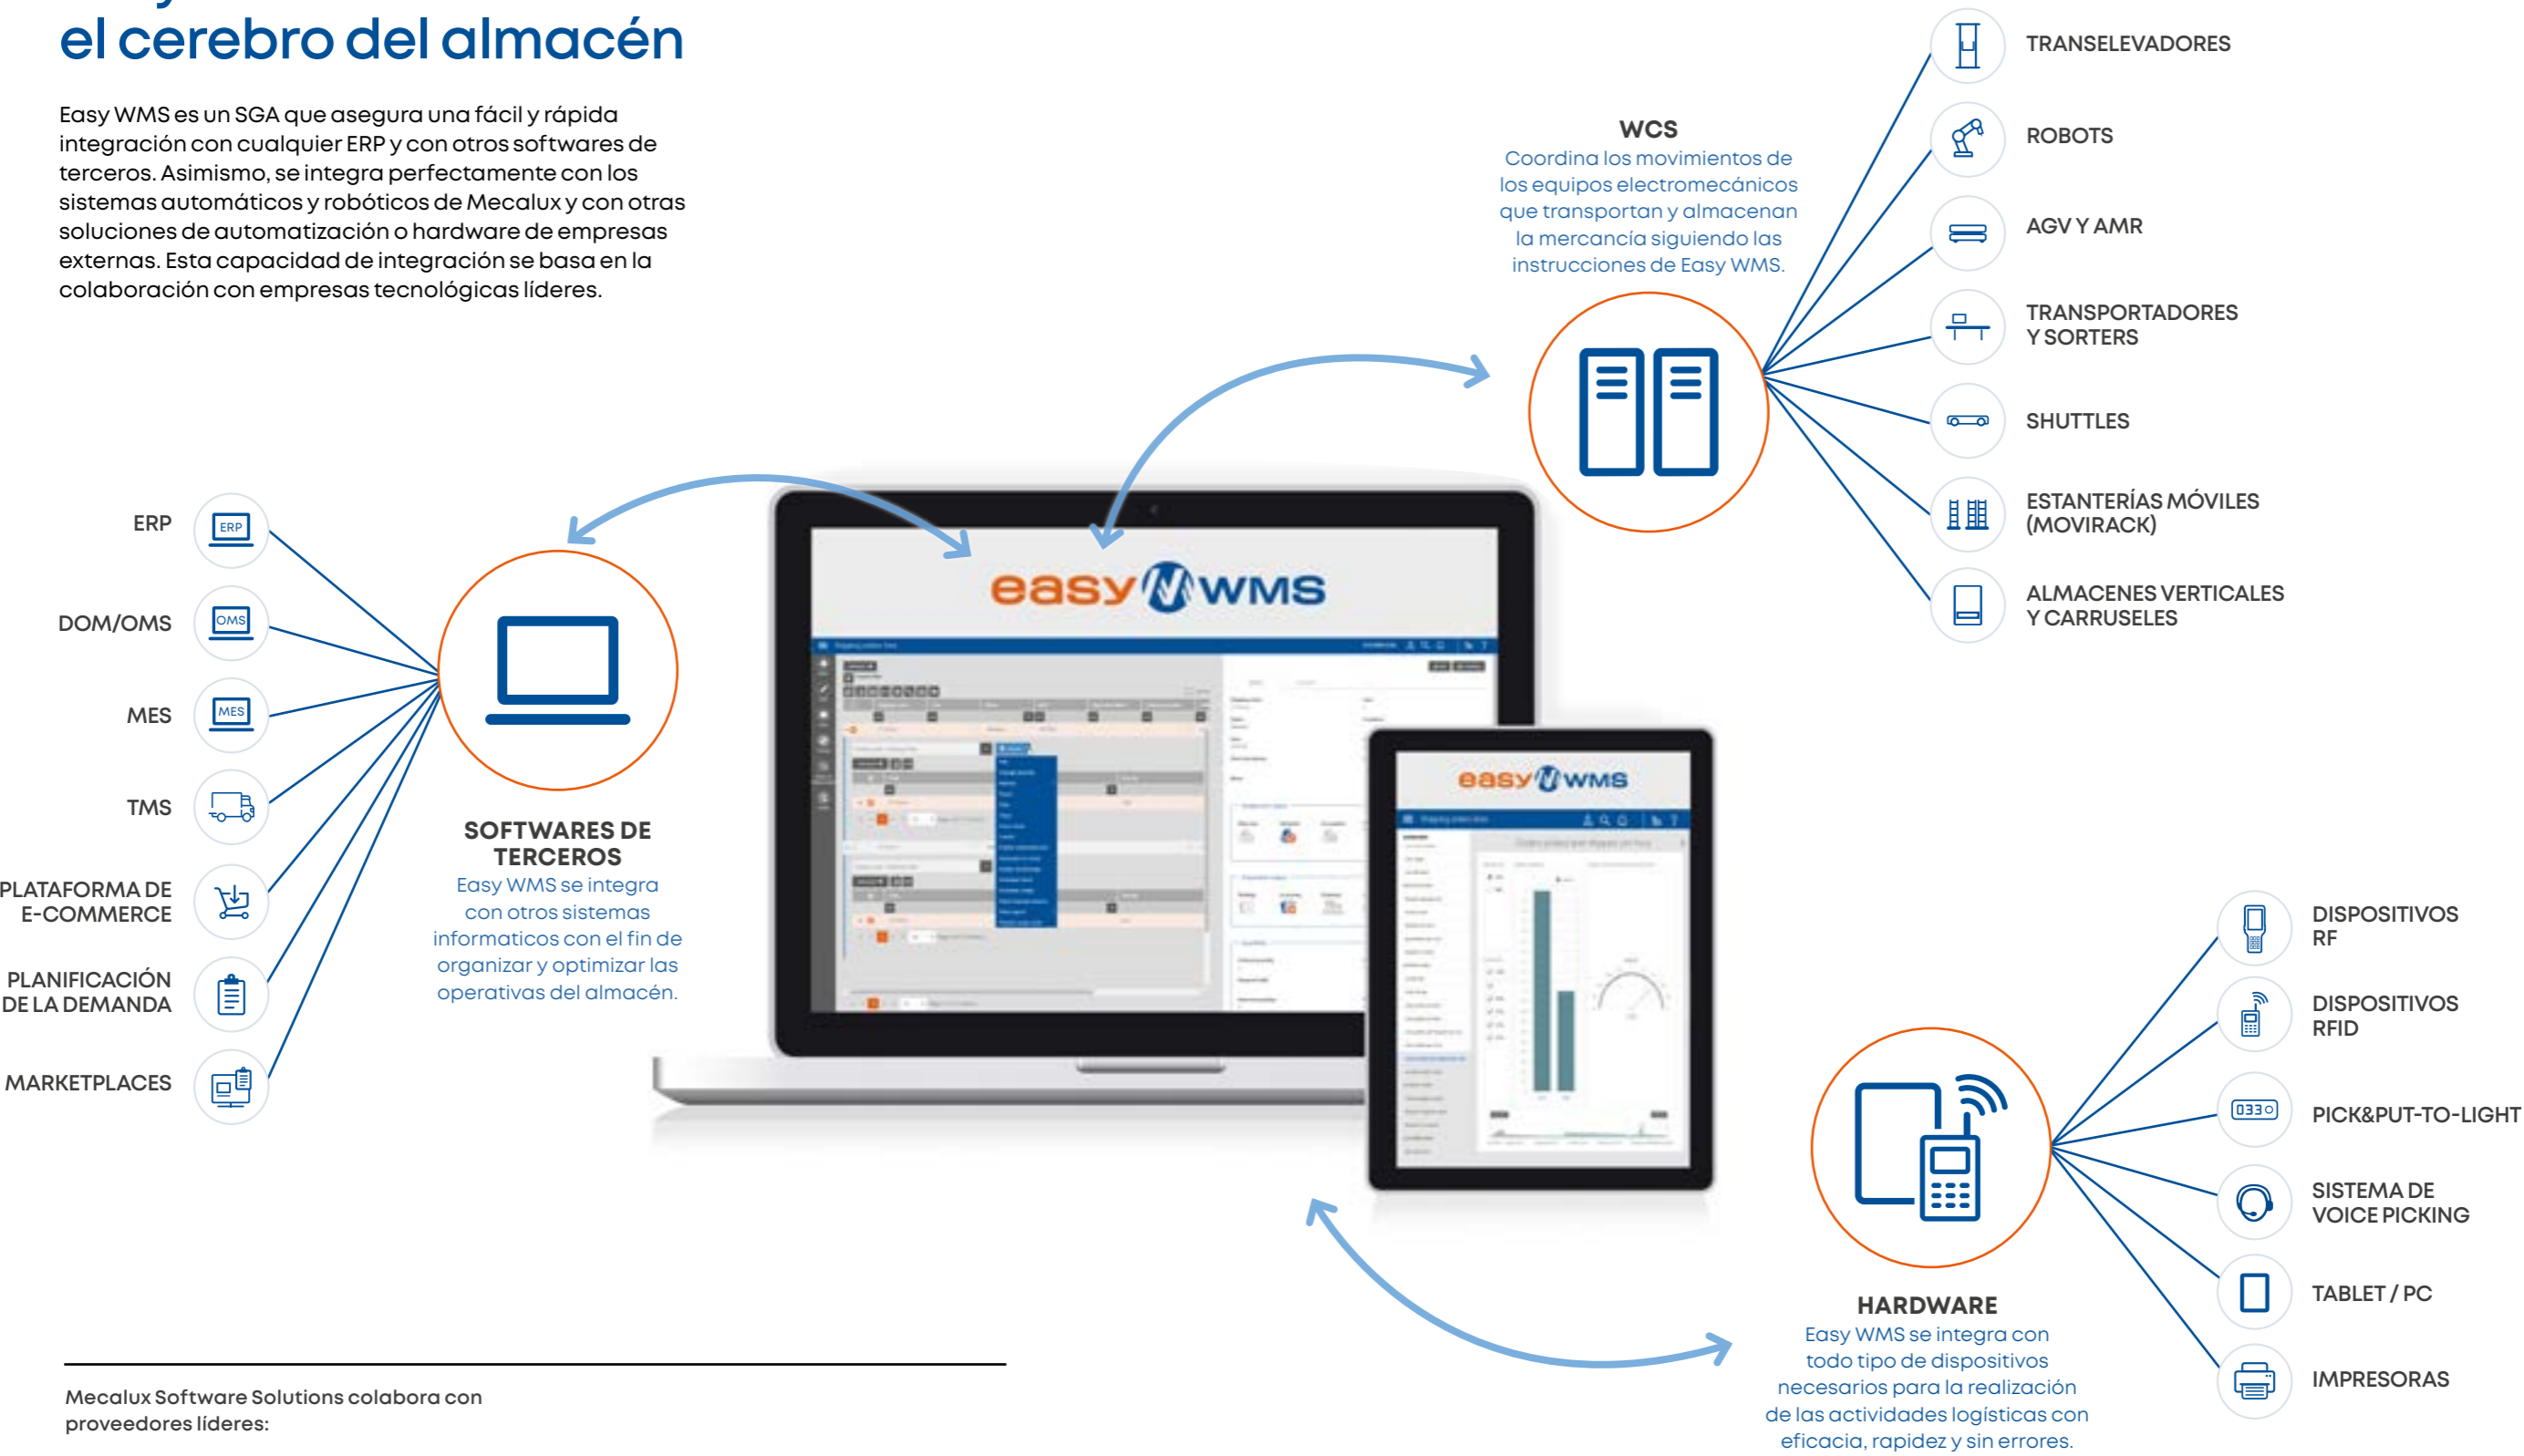 el cerebro del almacén
Easy WMS es un SGA que asegura una fácil y rápida
integración con cualquier ERP y con otros softwares de
terceros. Asimismo, se integra perfectamente con los
sistemas automáticos y robóticos de Mecalux y con otras
soluciones de automatización o hardware de empresas
externas. Esta capacidad de integración se basa en la
colaboración con empresas tecnológicas líderes.
WCS
Coordina los movimientos de
los equipos electromecánicos
que transportan y almacenan
la mercancía siguiendo las
instrucciones de Easy WMS.
TRANSELEVADORES
ROBOTS
AGV Y AMR
TRANSPORTADORES
Y SORTERS
SHUTTLES
ESTANTERÍAS MÓVILES
(MOVIRACK)
ALMACENES VERTICALES
Y CARRUSELES
ERP
ERP
DOM/OMS
OMS
MES
MES
TMS
PLATAFORMA DE
E-COMMERCE
PLANIFICACIÓN
DE LA DEMANDA
MARKETPLACES
SOFTWARES DE
TERCEROS
Easy WMS se integra
con otros sistemas
informaticos con el fin de
organizar y optimizar las
operativas del almacén.
easy WMS
easy WMS
DISPOSITIVOS
RF
DISPOSITIVOS
RFID
033
PICK&PUT-TO-LIGHT
SISTEMA DE
VOICE PICKING
TABLET / PC
IMPRESORAS
HARDWARE
Easy WMS se integra con
todo tipo de dispositivos
necesarios para la realización
de las actividades logísticas con
eficacia, rapidez y sin errores.
Mecalux Software Solutions colabora con
proveedores líderes: